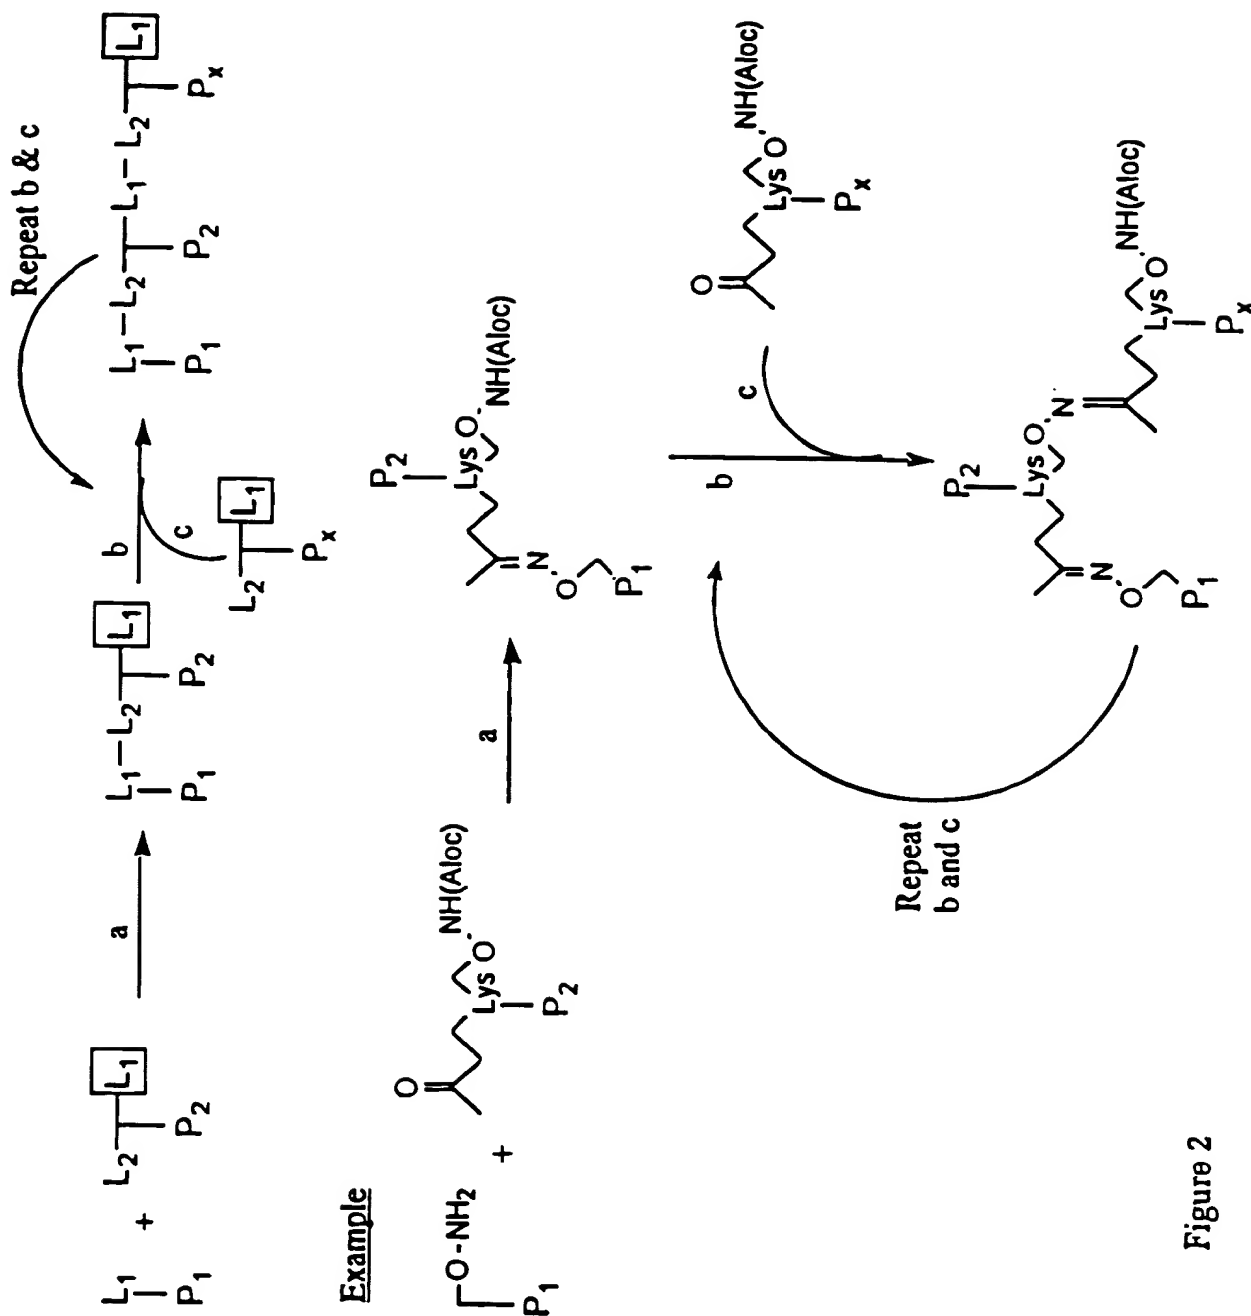 L1 + L2 L1
P1 P2
a
L1 — L2 L1
P1 P2
b
c
L2 L1
Px
Repeat b & c
L1 — L2 L1 — L2 L1
P1 P2 Px
Example
O-NH2
P1
+
O
Lys O NH(Aloc)
P2
a
P2
Lys O NH(Aloc)
N
O
P1
b
c
O
Lys O NH(Aloc)
Px
P2
Lys O N
N
O
P1
Lys O NH(Aloc)
Px
Repeat
b and c
Figure 2